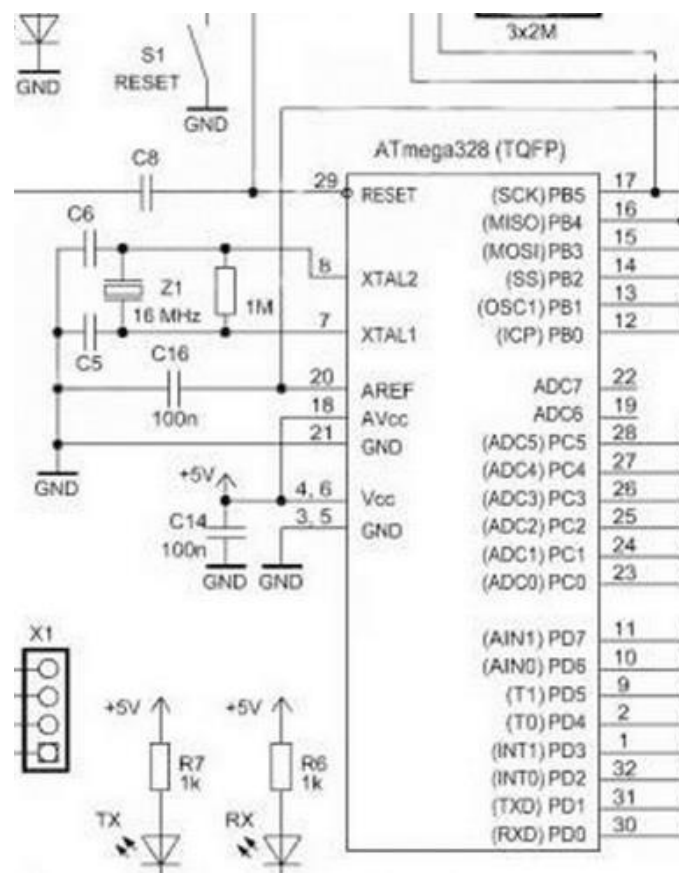 3x2M
S1
RESET
GND
GND
ATmega328 (TQFP)
C8
29
RESET
(SCK) PB5
17
C6
(MISO) PB4
16
(MOSI) PB3
15
8
XTAL2
(SS) PB2
14
Z1
16 MHz
1M
(OSC1) PB1
13
7
XTAL1
(ICP) PB0
12
C5
C16
100n
20
AREF
ADC7
22
18
AVcc
ADC6
19
21
GND
(ADC5) PC5
28
GND
(ADC4) PC4
27
+5V
4, 6
Vcc
(ADC3) PC3
26
C14
100n
3, 5
GND
(ADC2) PC2
25
(ADC1) PC1
24
GND
GND
(ADC0) PC0
23
X1
(AIN1) PD7
11
(AIN0) PD6
10
+5V
+5V
(T1) PD5
9
(T0) PD4
2
R7
1k
R6
1k
(INT1) PD3
1
(INT0) PD2
32
TX
RX
(TXD) PD1
31
(RXD) PD0
30